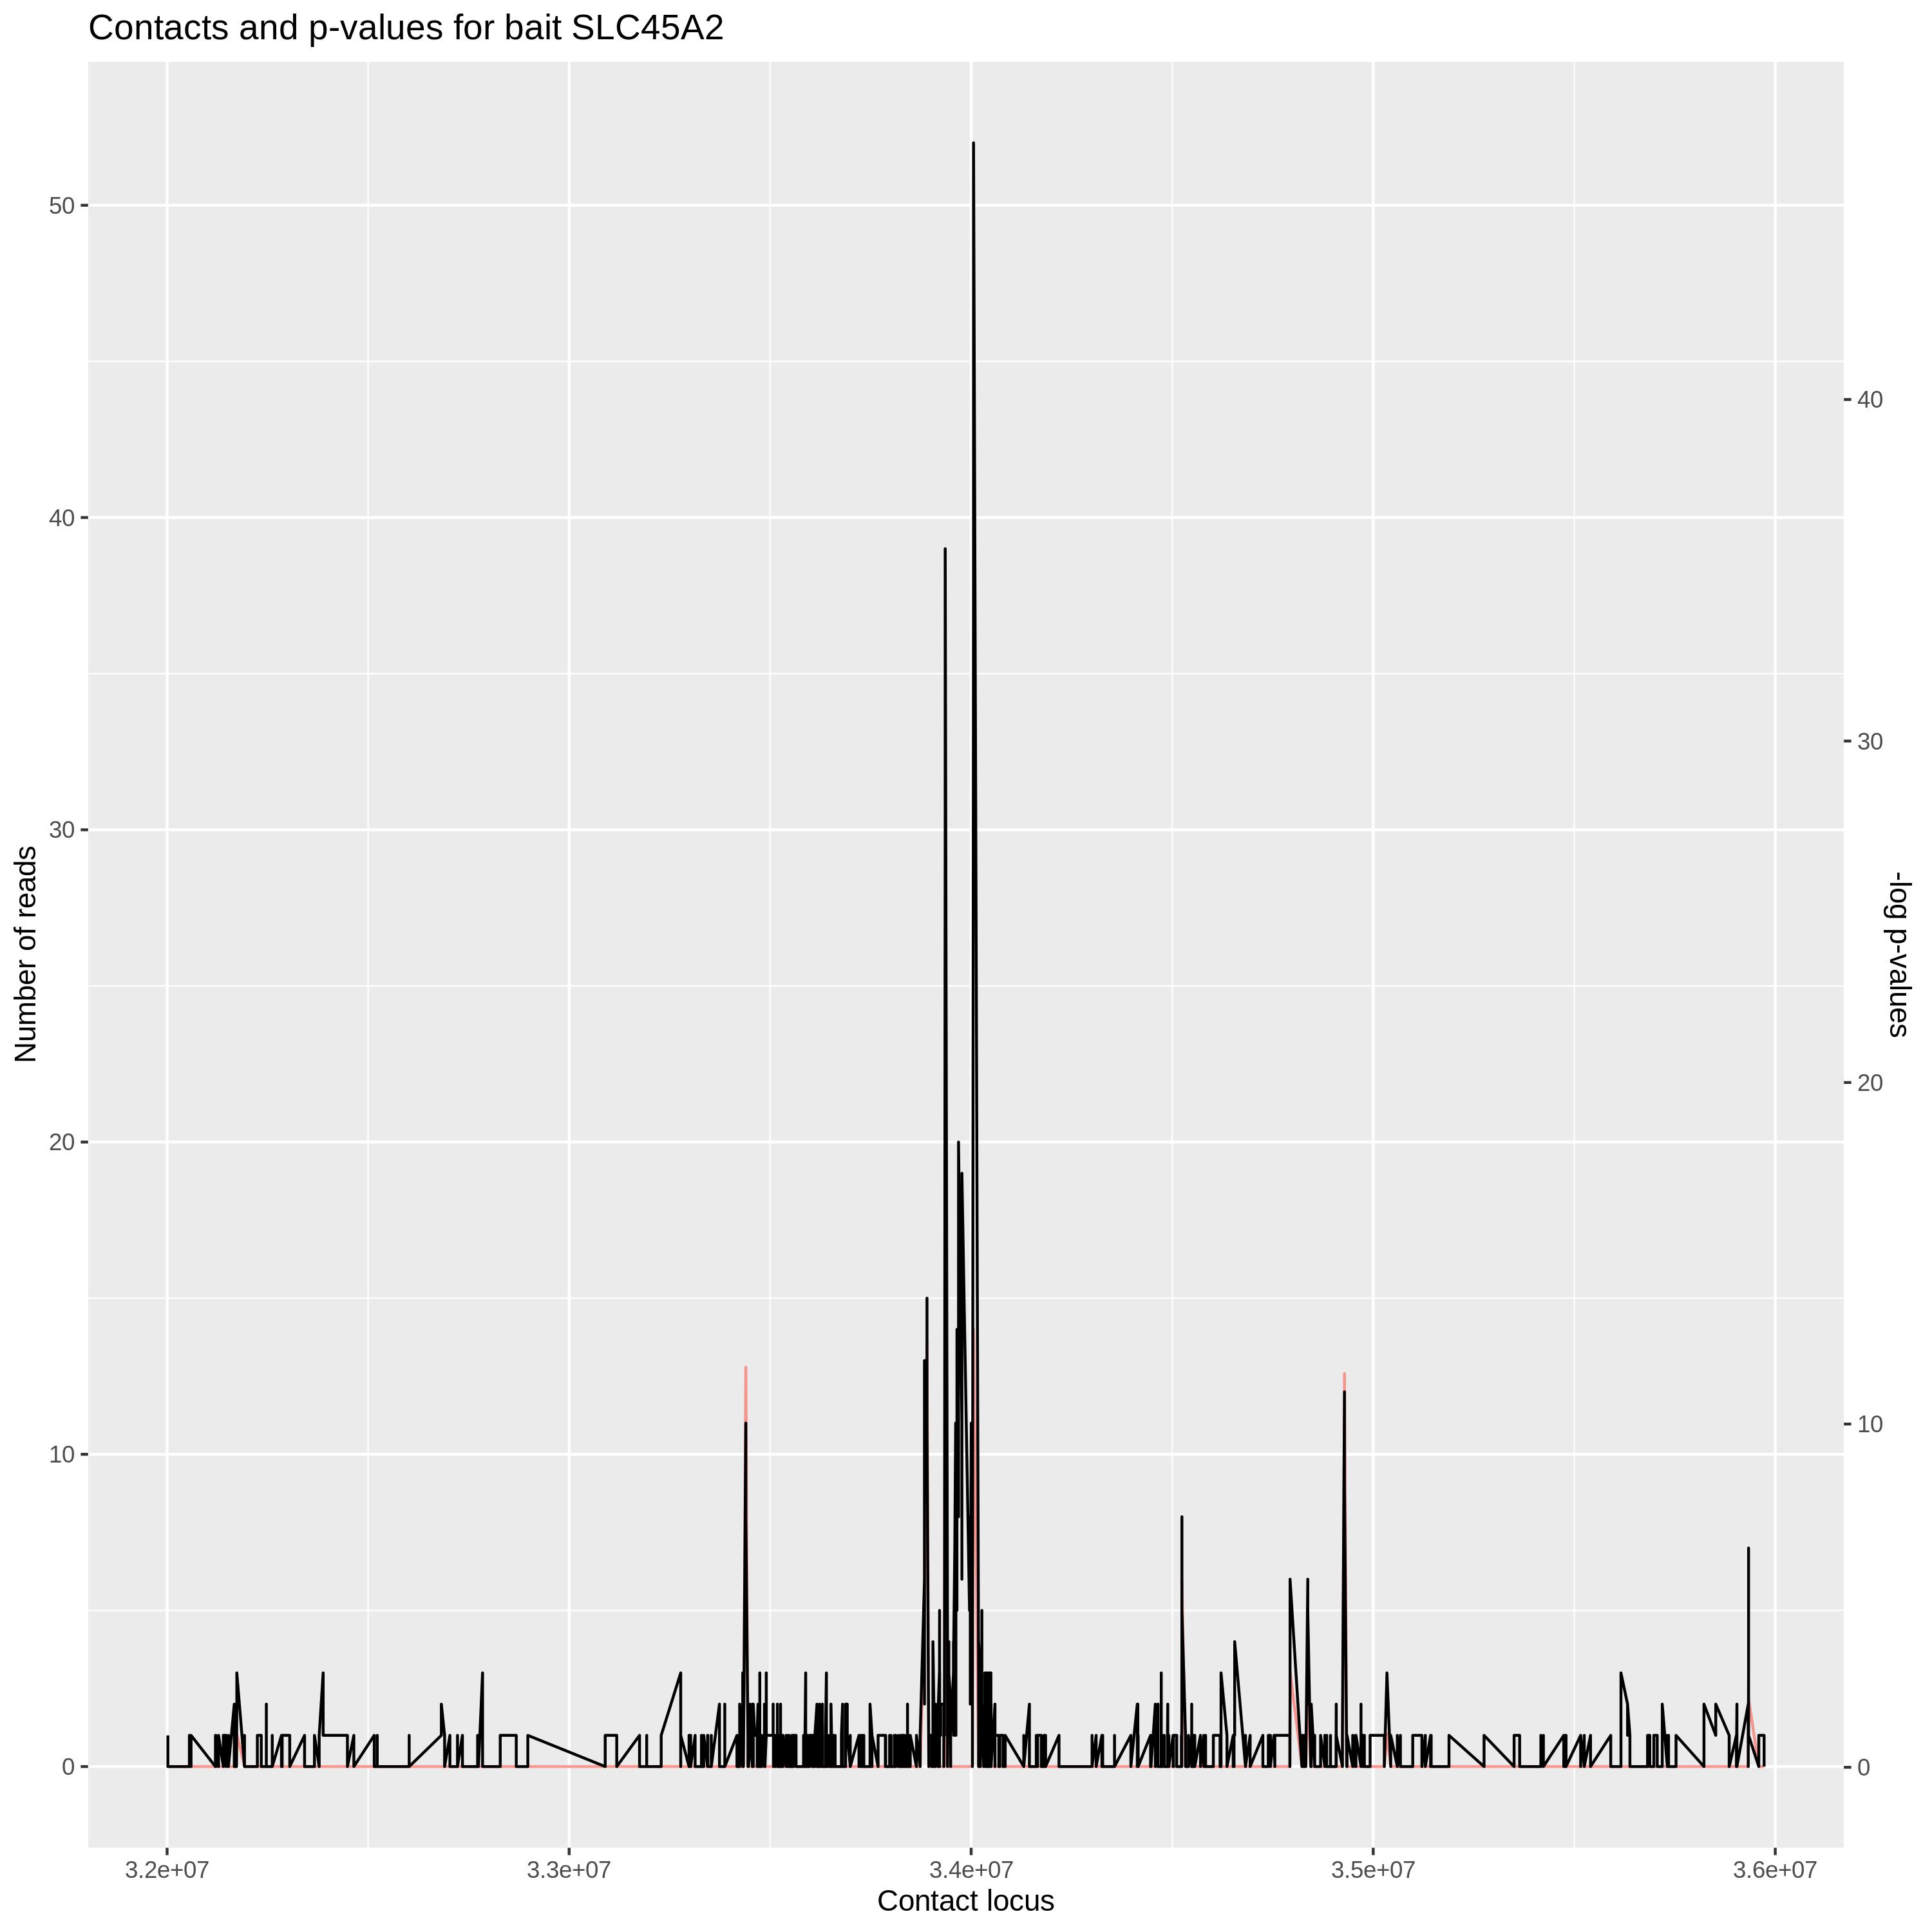 Contacts and p-values for bait SLC45A2
50
40
30
20
10
0
Number of reads
40
30
20
10
0
-log p-values
3.2e+07 3.3e+07 3.4e+07 3.5e+07 3.6e+07
Contact locus